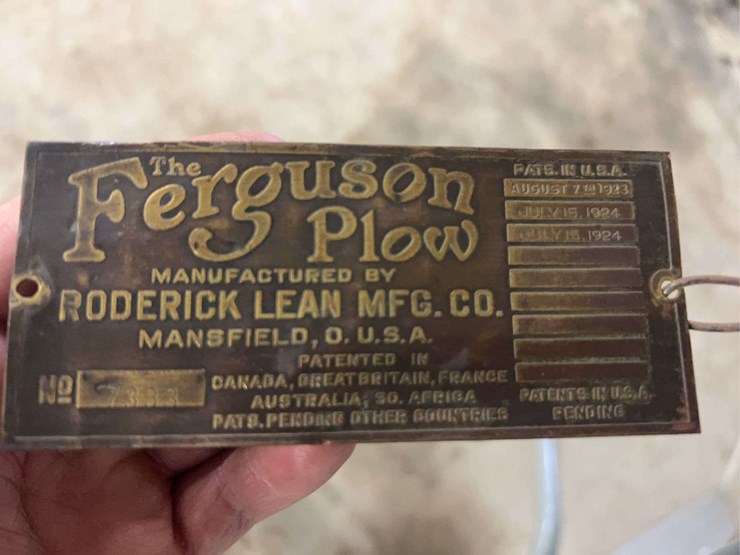 The
Ferguson
Plow
MANUFACTURED BY
RODERICK LEAN MFG. CO.
MANSFIELD, O. U.S.A.
PATENTED IN
CANADA, GREAT BRITAIN, FRANCE
AUSTRALIA, SO. AFRICA
PATS. PENDING OTHER COUNTRIES
NO
PATS. IN U.S.A.
AUGUST 7TH 1923
JULY 15, 1924
JULY 15, 1924
PATENTS IN U.S.A.
PENDING